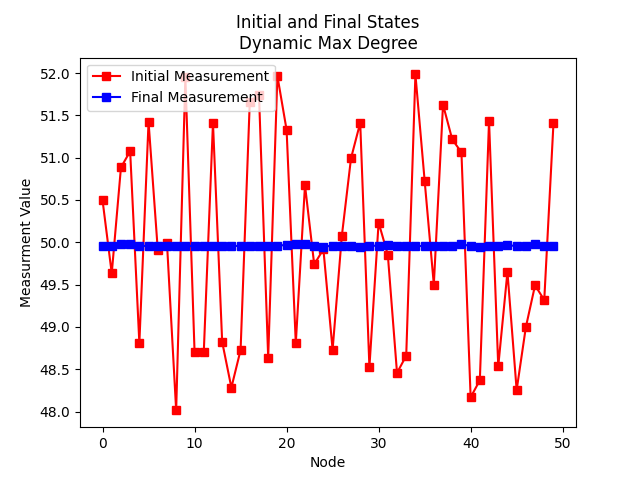 Initial and Final States
Dynamic Max Degree
Initial Measurement
Final Measurement
Measurment Value
52.0
51.5
51.0
50.5
50.0
49.5
49.0
48.5
48.0
0 10 20 30 40 50
Node